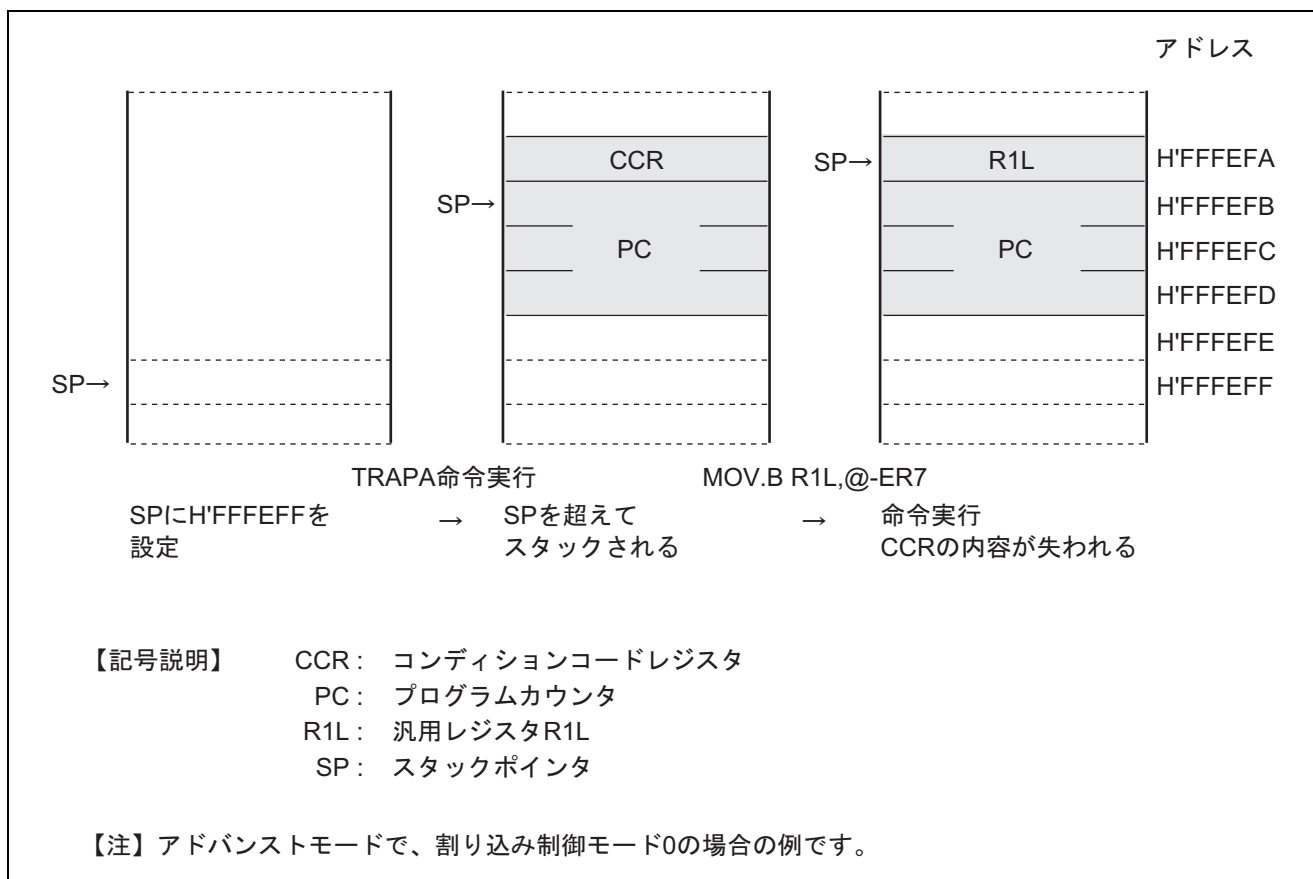 アドレス
CCR
SP→
R1L
H'FFFEFA
SP→
H'FFFEFB
PC
PC
H'FFFEFC
H'FFFEFD
H'FFFEFE
SP→
H'FFFEFF
TRAPA命令実行
MOV.B R1L,@-ER7
SPにH'FFFEFFを
設定
→
SPを超えて
スタックされる
→
命令実行
CCRの内容が失われる
【記号説明】 CCR : コンディションコードレジスタ
PC : プログラムカウンタ
R1L : 汎用レジスタR1L
SP : スタックポインタ
【注】アドバンストモードで、割り込み制御モード0の場合の例です。